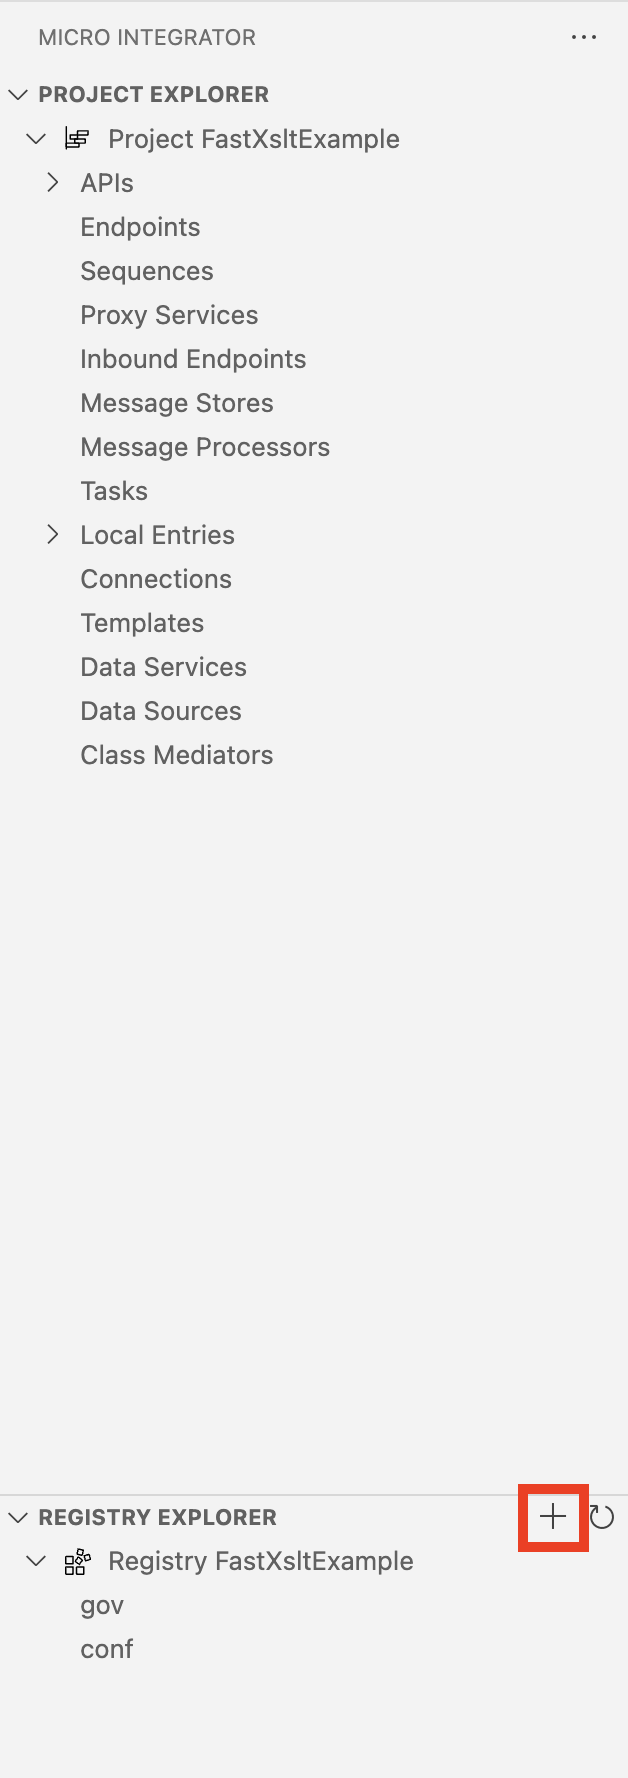 MICRO INTEGRATOR
PROJECT EXPLORER
Project FastXsltExample
APIs
Endpoints
Sequences
Proxy Services
Inbound Endpoints
Message Stores
Message Processors
Tasks
Local Entries
Connections
Templates
Data Services
Data Sources
Class Mediators
REGISTRY EXPLORER
Registry FastXsltExample
gov
conf